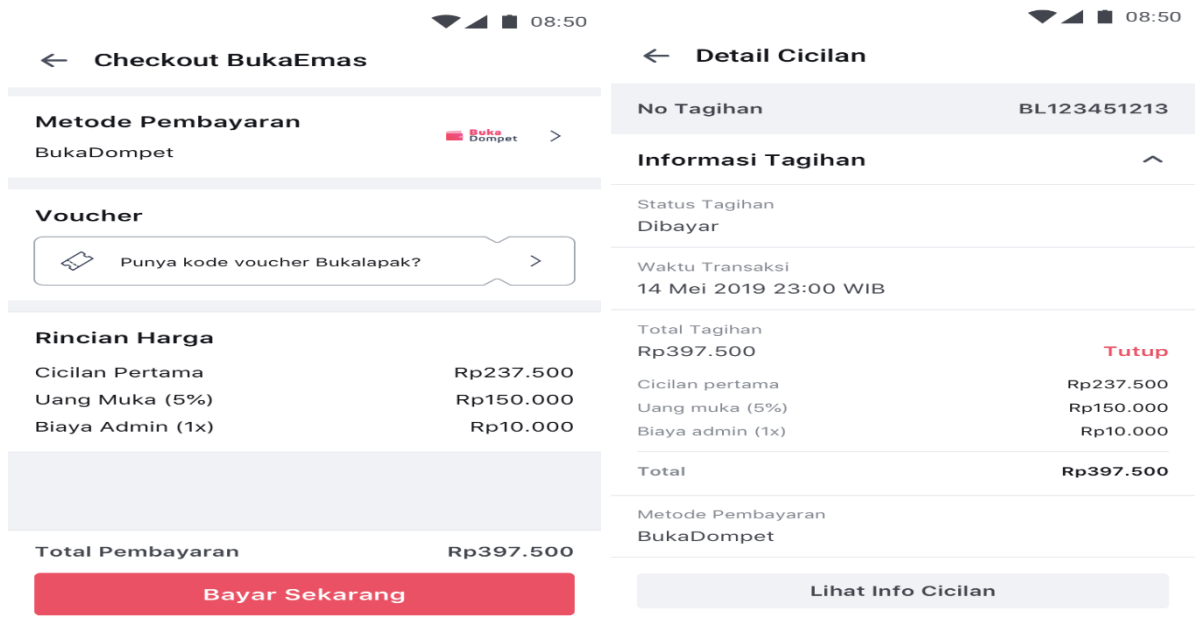 08:50
Checkout BukaEmas
Metode Pembayaran
BukaDompet
Buka
Dompet
Voucher
Punya kode voucher Bukalapak?
Rincian Harga
Cicilan Pertama Rp237.500
Uang Muka (5%) Rp150.000
Biaya Admin (1x) Rp10.000
Total Pembayaran Rp397.500
Bayar Sekarang
08:50
Detail Cicilan
No Tagihan BL123451213
Informasi Tagihan
Status Tagihan
Dibayar
Waktu Transaksi
14 Mei 2019 23:00 WIB
Total Tagihan
Rp397.500 Tutup
Cicilan pertama Rp237.500
Uang muka (5%) Rp150.000
Biaya admin (1x) Rp10.000
Total Rp397.500
Metode Pembayaran
BukaDompet
Lihat Info Cicilan